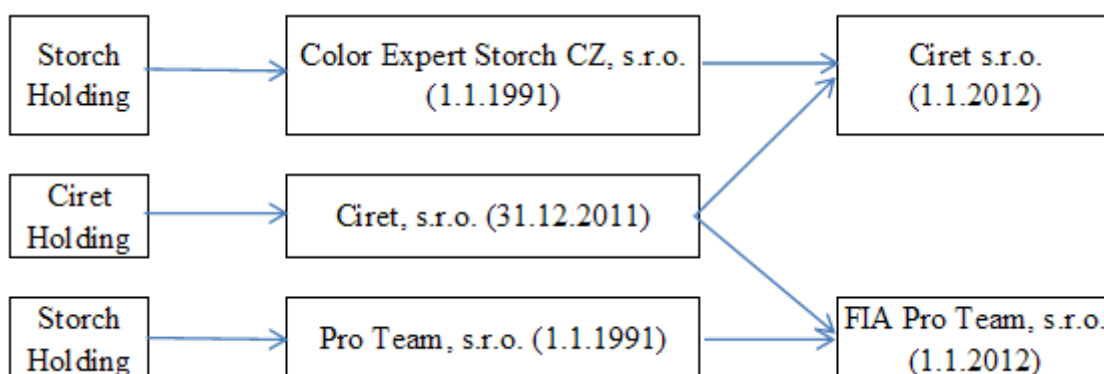 Storch
Holding
Color Expert Storch CZ, s.r.o.
(1.1.1991)
Ciret s.r.o.
(1.1.2012)
Ciret
Holding
Ciret, s.r.o. (31.12.2011)
Storch
Holding
Pro Team, s.r.o. (1.1.1991)
FIA Pro Team, s.r.o.
(1.1.2012)